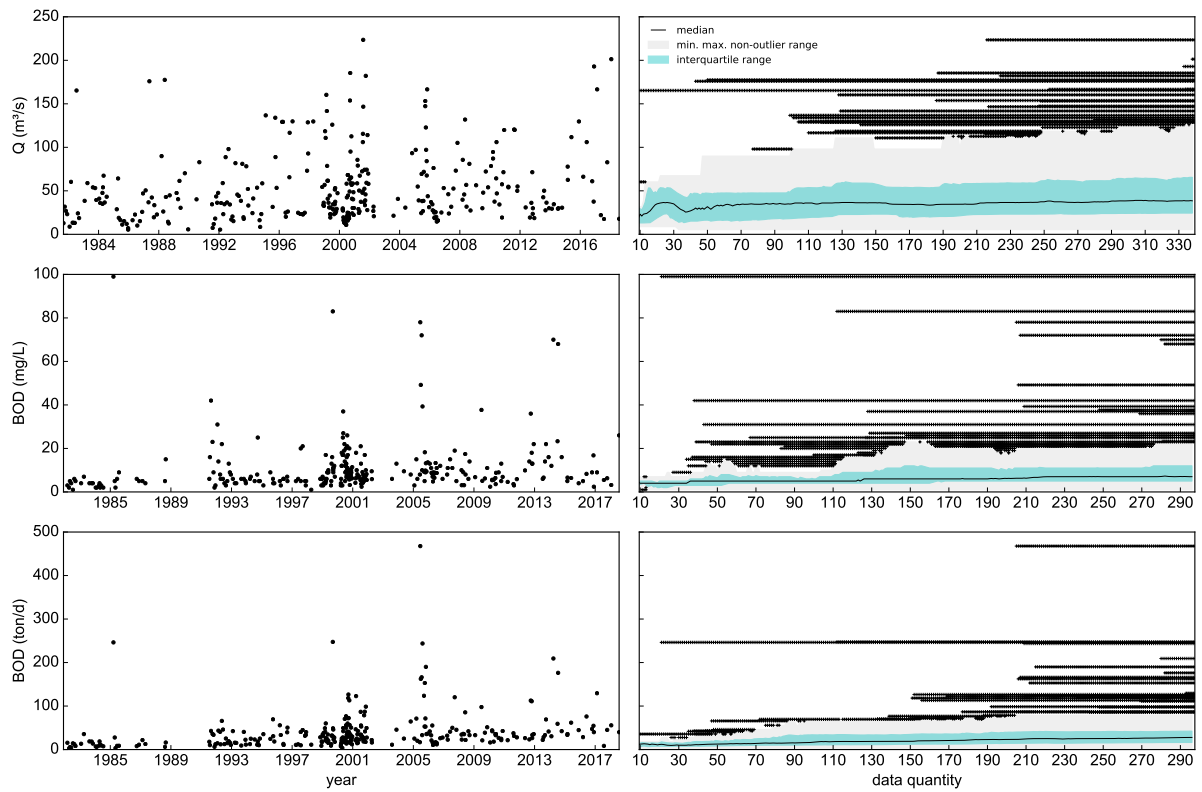 250
200
150
100
50
0
Q (m³/s)
1984 1988 1992 1996 2000 2004 2008 2012 2016
median
min. max. non-outlier range
interquartile range
10 30 50 70 90 110 130 150 170 190 210 230 250 270 290 310 330
100
80
60
40
20
0
BOD (mg/L)
1985 1989 1993 1997 2001 2005 2009 2013 2017
10 30 50 70 90 110 130 150 170 190 210 230 250 270 290
500
400
300
200
100
0
BOD (ton/d)
1985 1989 1993 1997 2001 2005 2009 2013 2017
year
10 30 50 70 90 110 130 150 170 190 210 230 250 270 290
data quantity